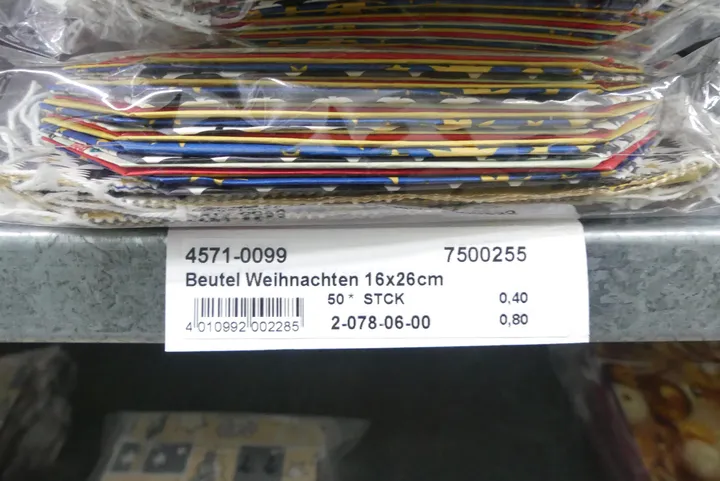 4571-0099 7500255
Beutel Weihnachten 16x26cm
50 * STCK 0,40
4 010992 002285 2-078-06-00 0,80